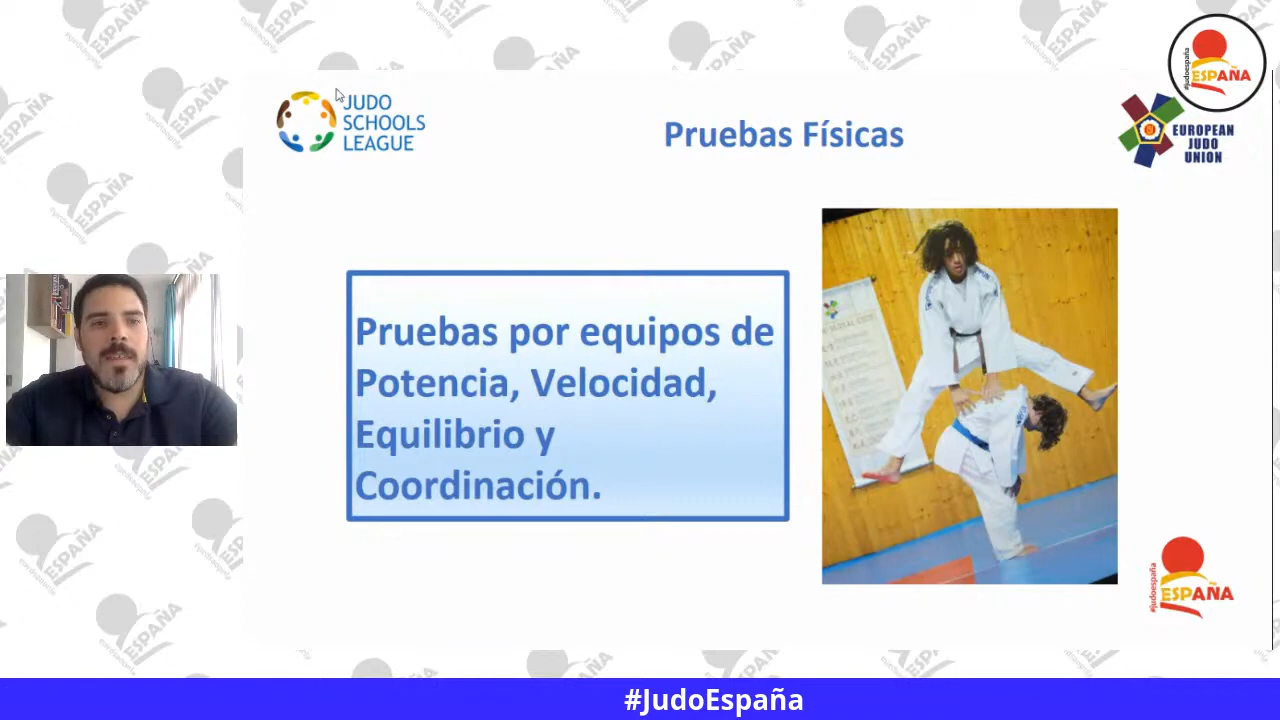 JUDO
SCHOOLS
LEAGUE
Pruebas Físicas
#judoespaña
ESPAÑA
EUROPEAN
JUDO
UNION
Pruebas por equipos de
Potencia, Velocidad,
Equilibrio y
Coordinación.
#judoespaña
ESPAÑA
#JudoEspaña